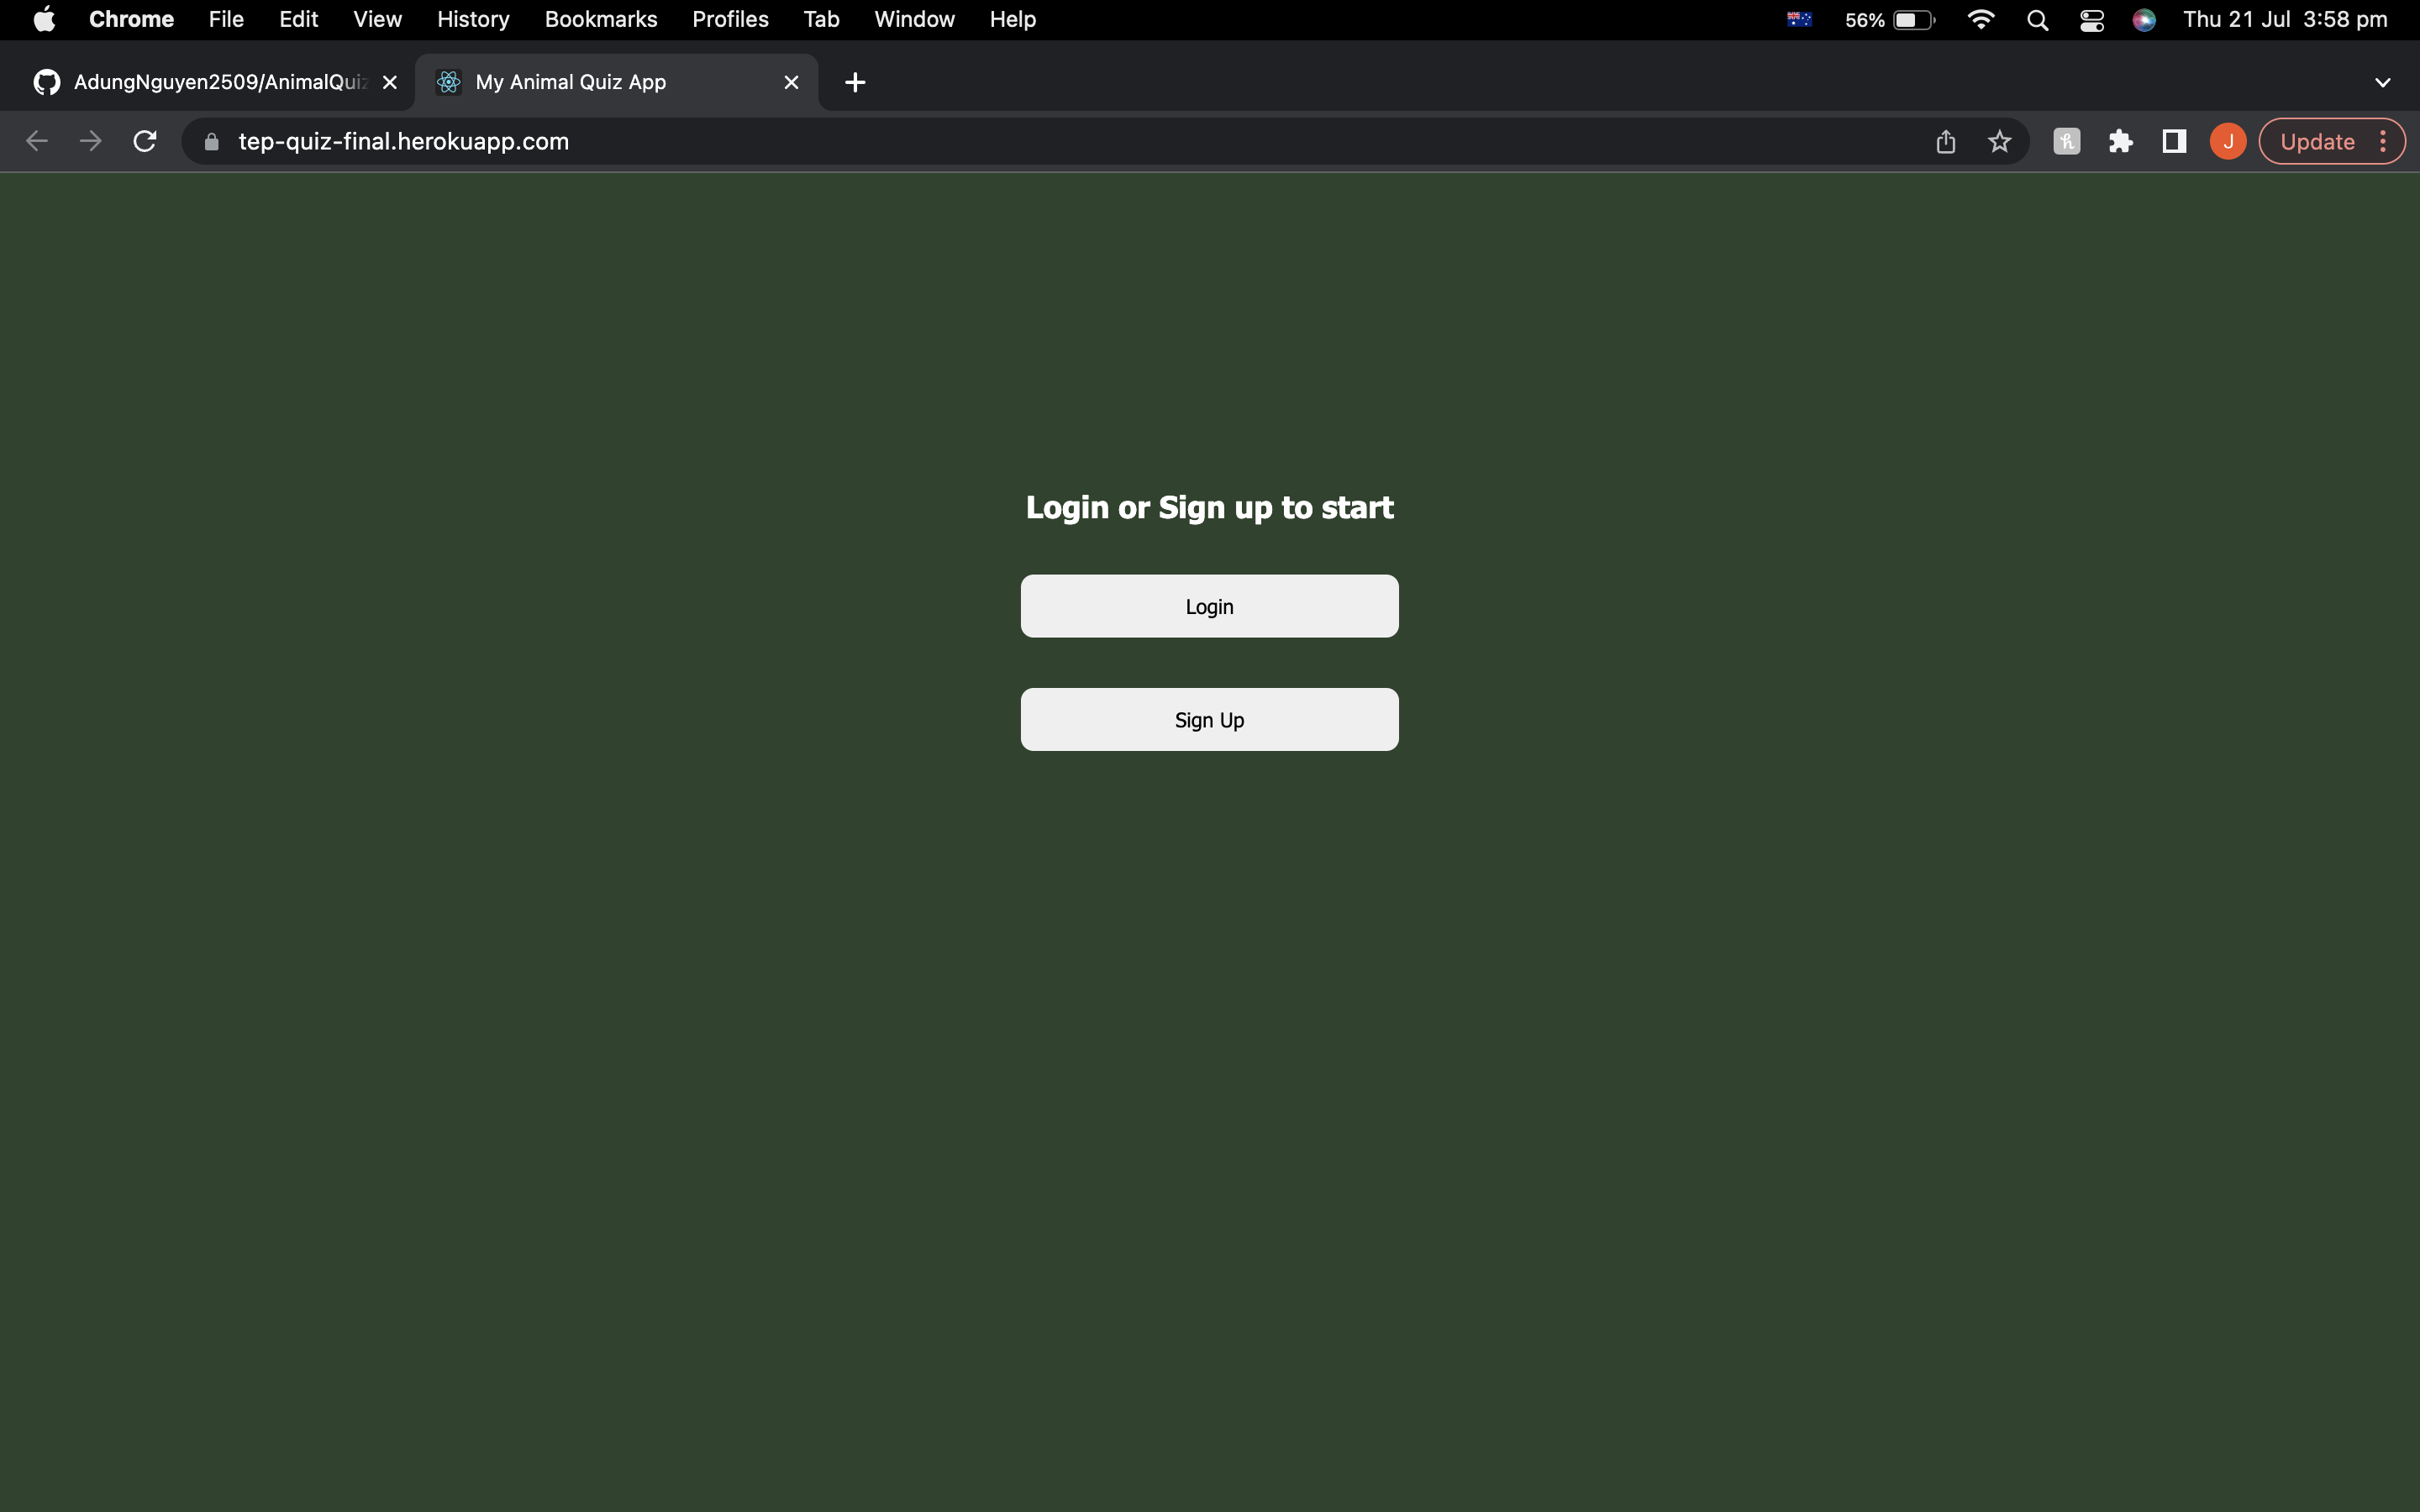 Chrome File Edit View History Bookmarks Profiles Tab Window Help 56% Thu 21 Jul 3:58 pm
AdungNguyen2509/AnimalQuiz My Animal Quiz App
tep-quiz-final.herokuapp.com J Update
Login or Sign up to start
Login
Sign Up